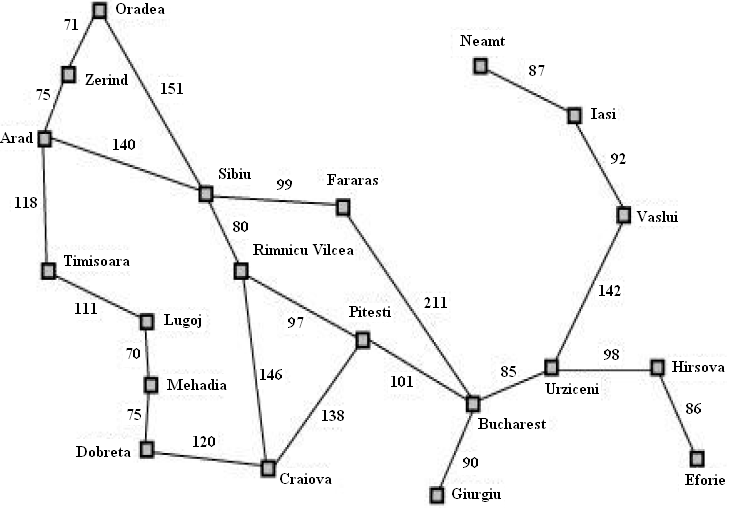 Oradea
71
Neamt
87
Zerind
151
75
Iasi
Arad
140
92
Sibiu
99
Fararas
118
Vaslui
80
Timisoara
Rimnicu Vilcea
142
211
111
Lugoj
97
Pitesti
70
85
98
Hirsova
146
101
Mehadia
Urziceni
75
138
86
Bucharest
120
Dobreta
90
Craiova
Eforie
Giurgiu